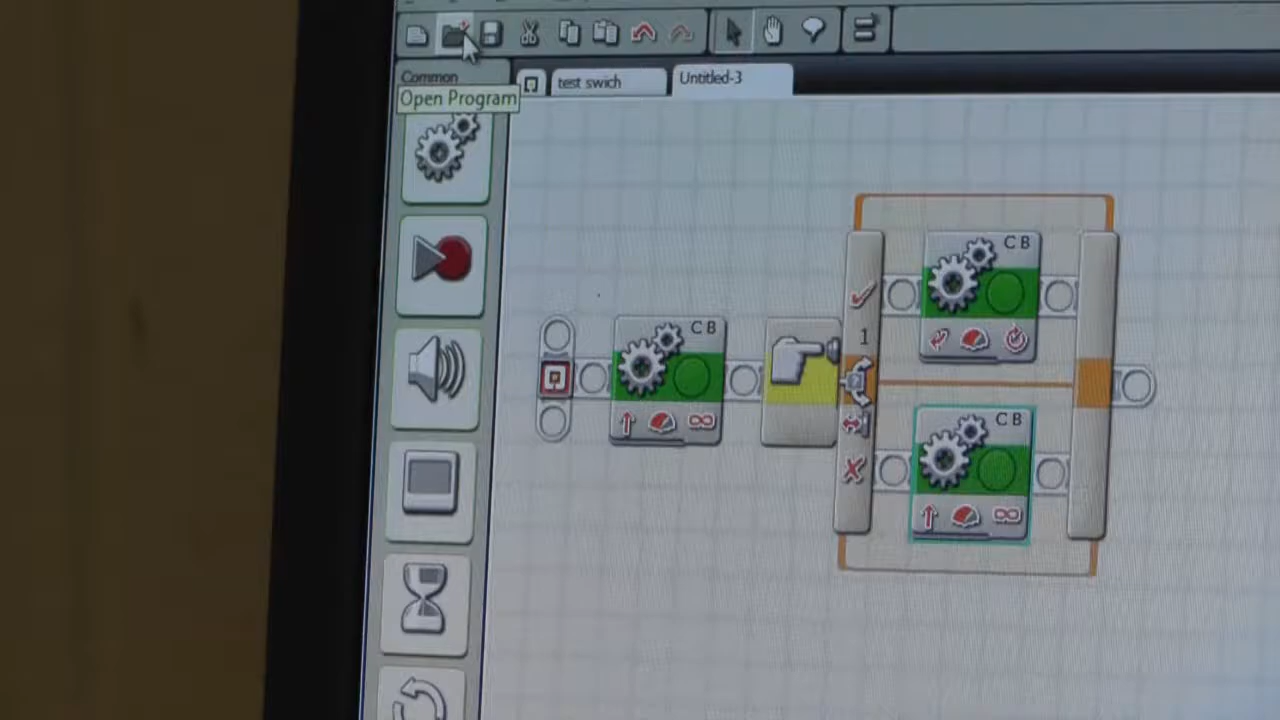 Common
Open Program
test swich
Untitled-3
C B
1
C B
C B